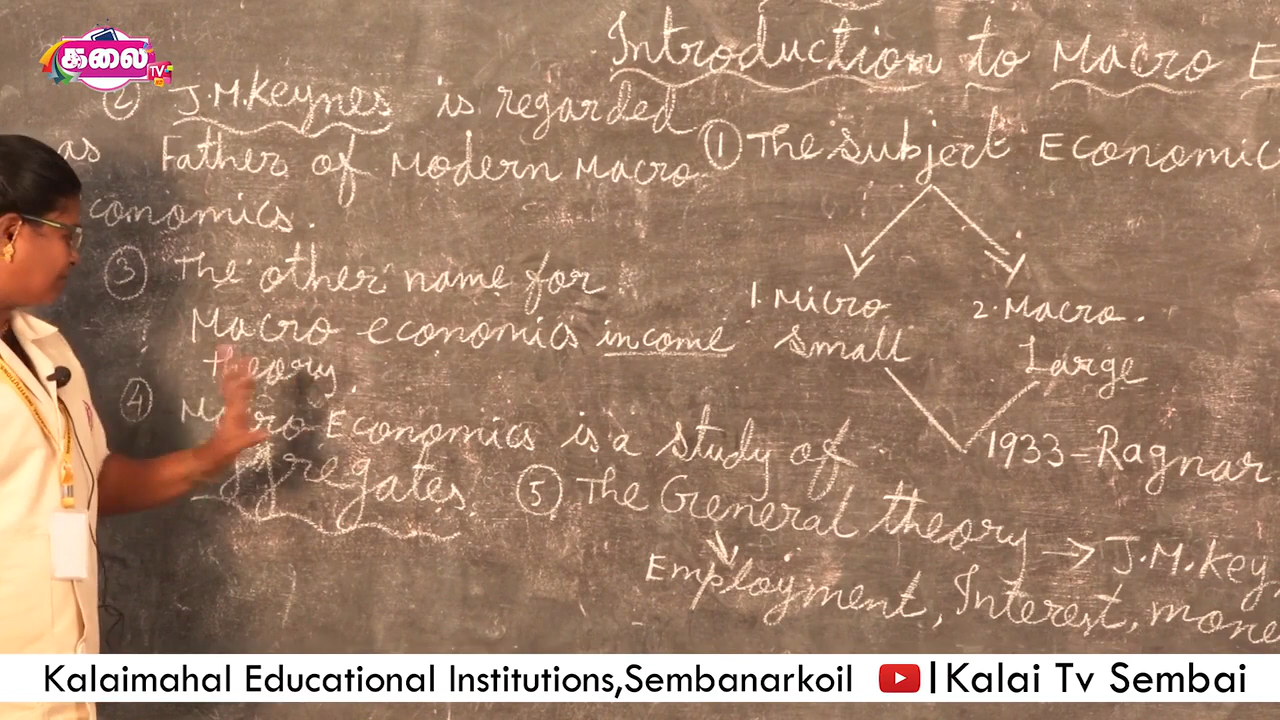 கலை TV
Introduction to Macro E
② J.M.Keynes is regarded
as Father of Modern Macro
conomics.
③ The other name for
Macro economics income
theory.
④ Macro Economics is a study of
aggregates.
① The Subject Economic
1. Micro 2. Macro.
Small Large
1933 - Ragnar
⑤ The General theory → J.M. Key
Employment, Interest, mone
Kalaimahal Educational Institutions,Sembanarkoil | Kalai Tv Sembai